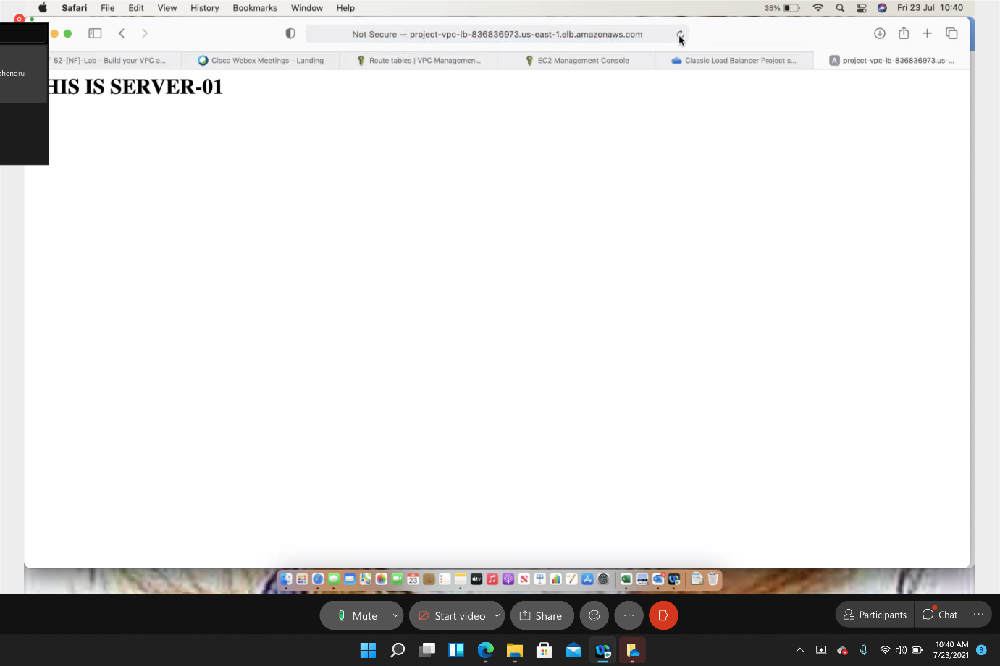 Safari File Edit View History Bookmarks Window Help 35% Fri 23 Jul 10:40
Not Secure — project-vpc-lb-836836973.us-east-1.elb.amazonaws.com
52-[NF]-Lab - Build your VPC a... Cisco Webex Meetings - Landing Route tables | VPC Managemen... EC2 Management Console Classic Load Balancer Project s... A project-vpc-lb-836836973.us-...
ahendru
HIS IS SERVER-01
23 tv
Mute Start video Share Participants Chat
10:40 AM
7/23/2021 8